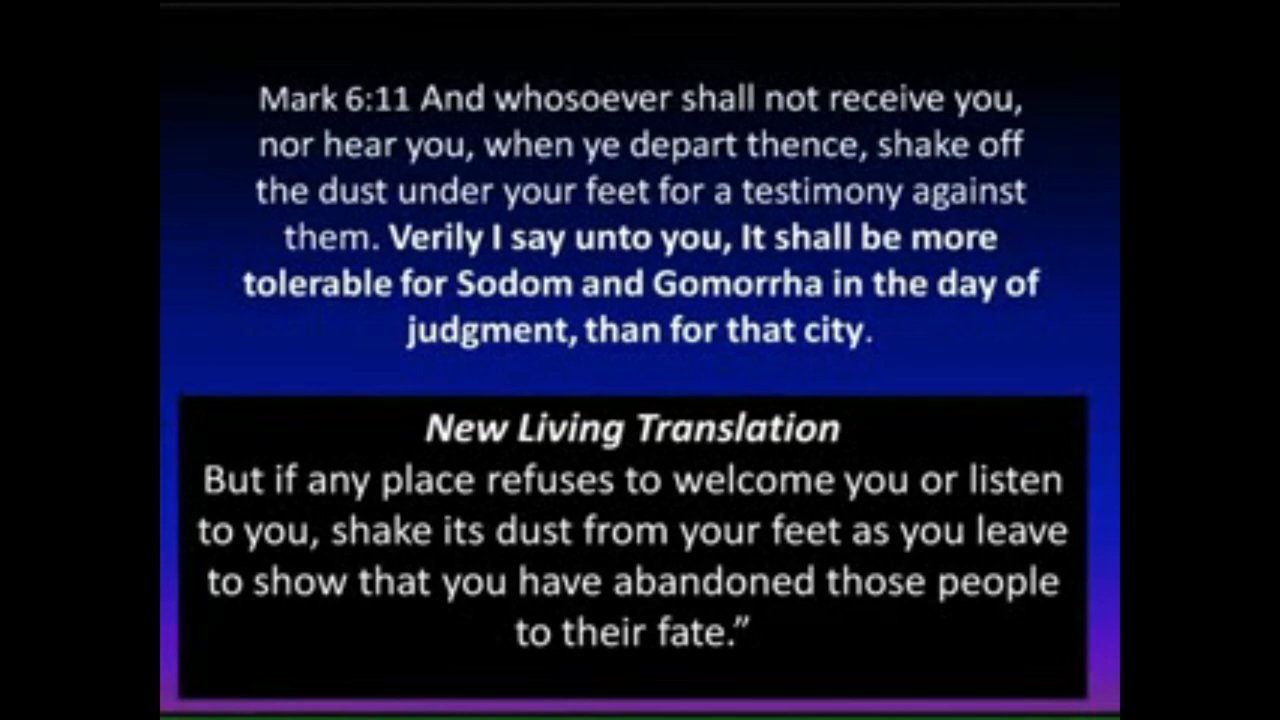 Mark 6:11 And whosoever shall not receive you,
nor hear you, when ye depart thence, shake off
the dust under your feet for a testimony against
them. Verily I say unto you, It shall be more
tolerable for Sodom and Gomorrha in the day of
judgment, than for that city.
New Living Translation
But if any place refuses to welcome you or listen
to you, shake its dust from your feet as you leave
to show that you have abandoned those people
to their fate.”